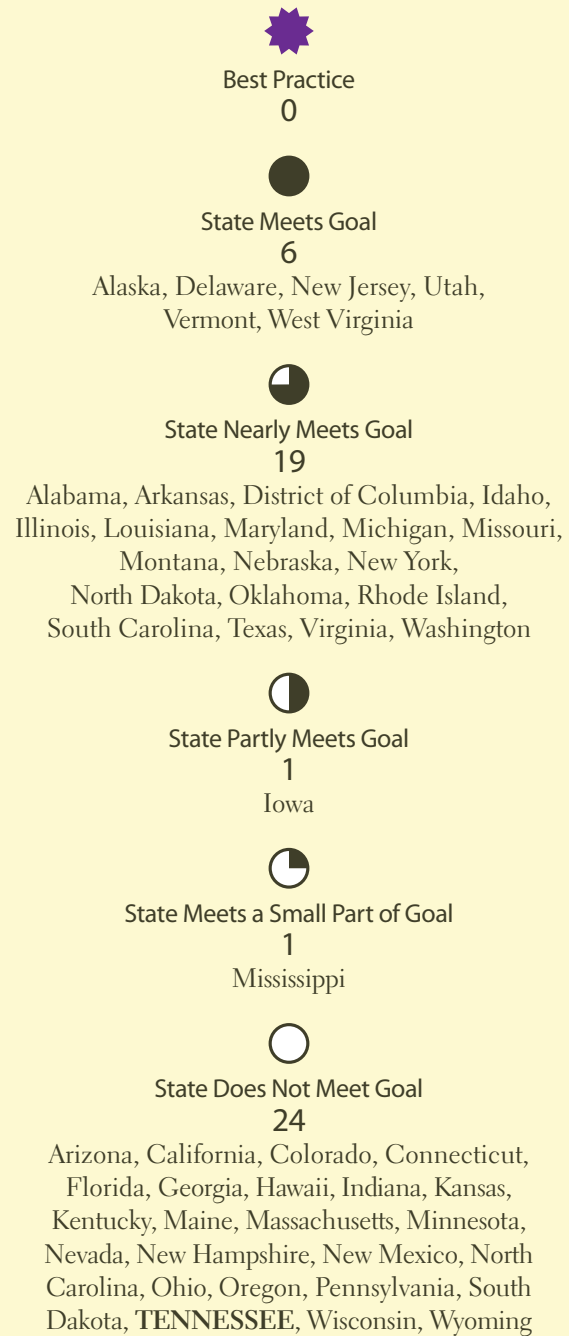 Best Practice
0
State Meets Goal
6
Alaska, Delaware, New Jersey, Utah,
Vermont, West Virginia
State Nearly Meets Goal
19
Alabama, Arkansas, District of Columbia, Idaho,
Illinois, Louisiana, Maryland, Michigan, Missouri,
Montana, Nebraska, New York,
North Dakota, Oklahoma, Rhode Island,
South Carolina, Texas, Virginia, Washington
State Partly Meets Goal
1
Iowa
State Meets a Small Part of Goal
1
Mississippi
State Does Not Meet Goal
24
Arizona, California, Colorado, Connecticut,
Florida, Georgia, Hawaii, Indiana, Kansas,
Kentucky, Maine, Massachusetts, Minnesota,
Nevada, New Hampshire, New Mexico, North
Carolina, Ohio, Oregon, Pennsylvania, South
Dakota, TENNESSEE, Wisconsin, Wyoming